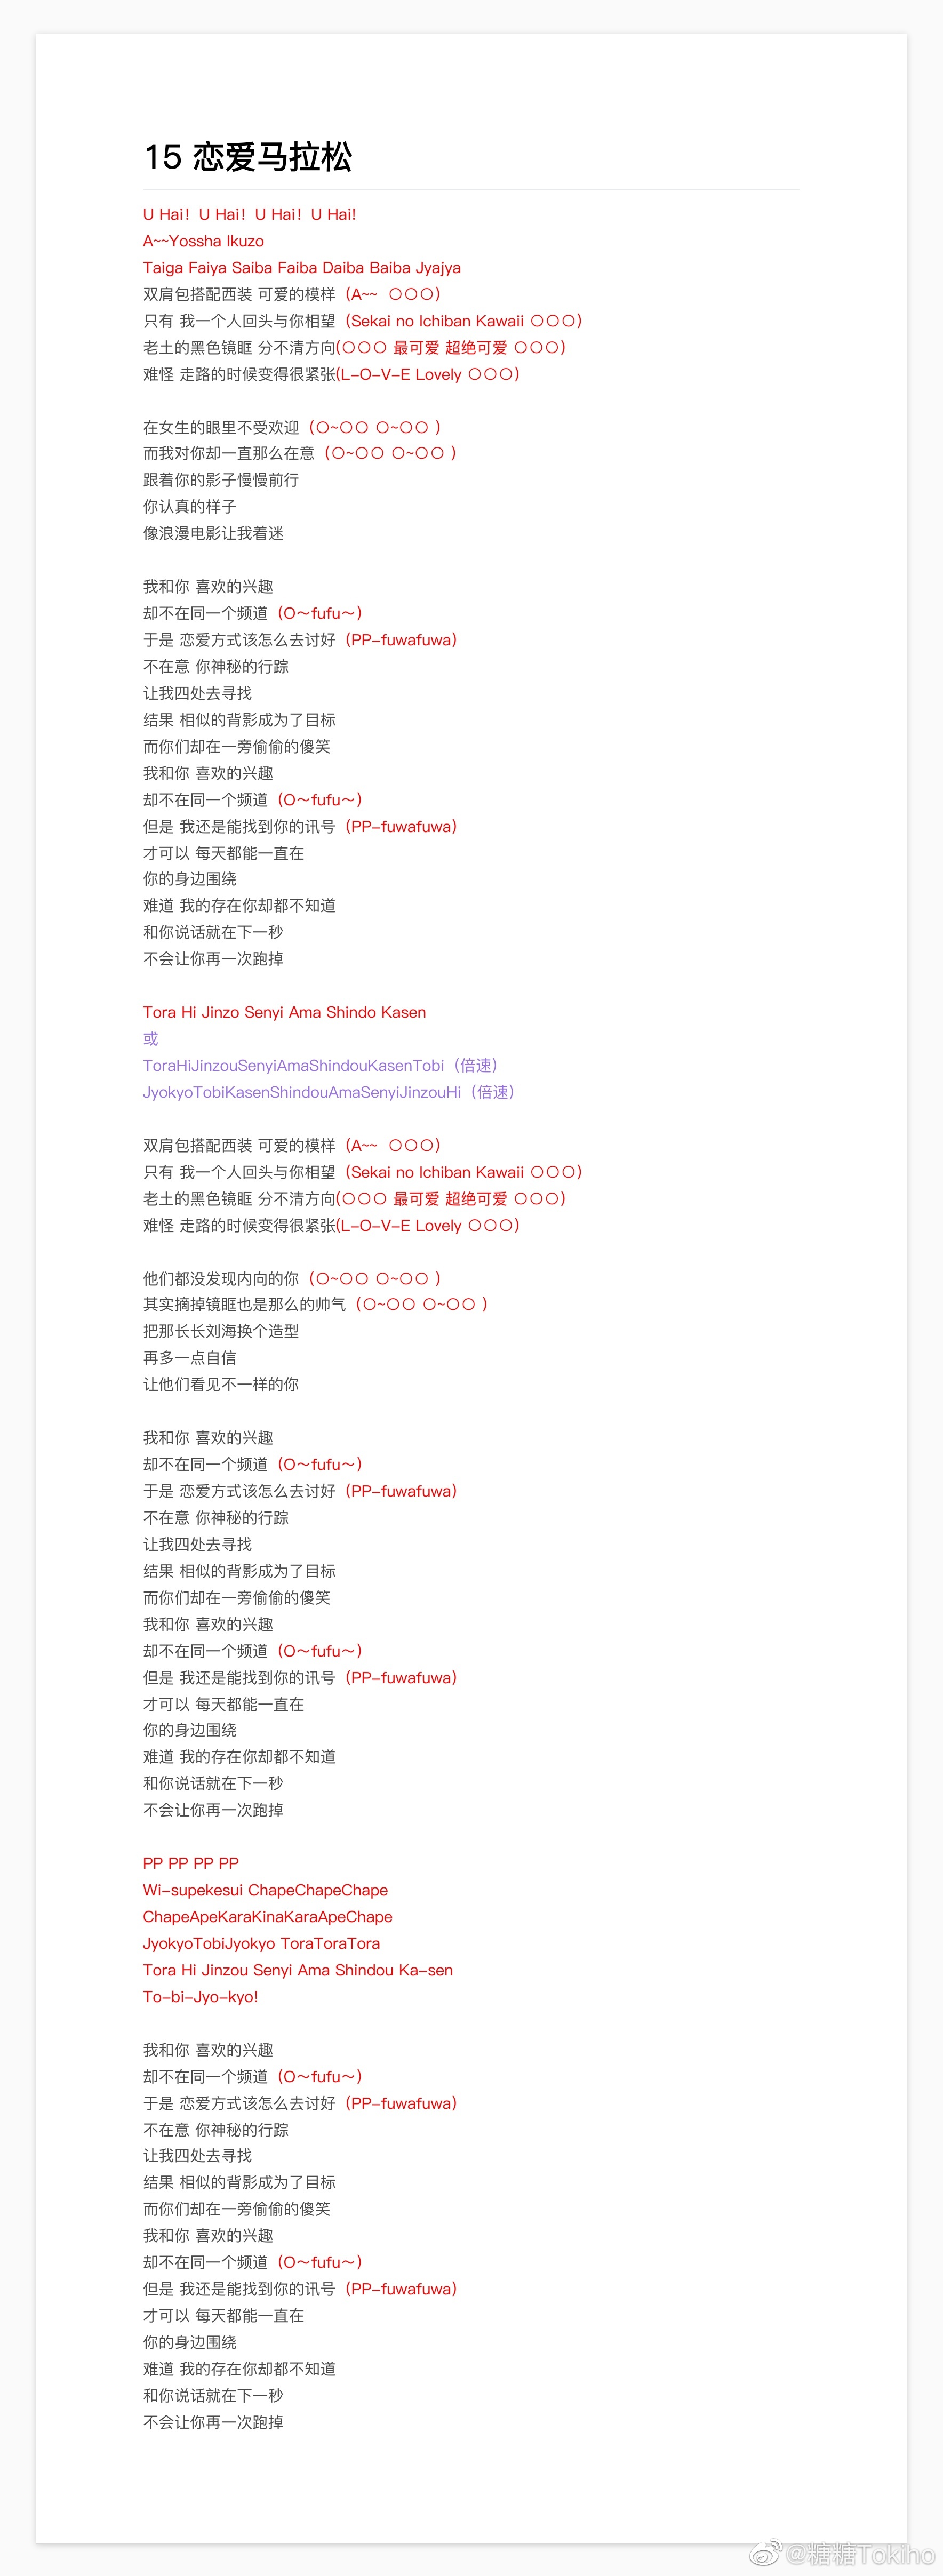 15 恋爱马拉松
U Hai! U Hai! U Hai! U Hai!
A~~Yossha Ikuzo
Taiga Faiya Saiba Faiba Daiba Baiba Jyajya
双肩包搭配西装 可爱的模样（A~~ 〇〇〇）
只有 我一个人回头与你相望（Sekai no Ichiban Kawaii 〇〇〇）
老土的黑色镜眶 分不清方向(〇〇〇 最可爱 超绝可爱 〇〇〇)
难怪 走路的时候变得很紧张(L-O-V-E Lovely 〇〇〇)
在女生的眼里不受欢迎（〇~〇〇 〇~〇〇 ）
而我对你却一直那么在意（〇~〇〇 〇~〇〇 ）
跟着你的影子慢慢前行
你认真的样子
像浪漫电影让我着迷
我和你 喜欢的兴趣
却不在同一个频道（O～fufu～）
于是 恋爱方式该怎么去讨好（PP-fuwafuwa）
不在意 你神秘的行踪
让我四处去寻找
结果 相似的背影成为了目标
而你们却在一旁偷偷的傻笑
我和你 喜欢的兴趣
却不在同一个频道（O～fufu～）
但是 我还是能找到你的讯号（PP-fuwafuwa）
才可以 每天都能一直在
你的身边围绕
难道 我的存在你却都不知道
和你说话就在下一秒
不会让你再一次跑掉
Tora Hi Jinzo Senyi Ama Shindo Kasen
或
ToraHiJinzouSenyiAmaShindouKasenTobi（倍速）
JyokyoTobiKasenShindouAmaSenyiJinzouHi（倍速）
双肩包搭配西装 可爱的模样（A~~ 〇〇〇）
只有 我一个人回头与你相望（Sekai no Ichiban Kawaii 〇〇〇）
老土的黑色镜眶 分不清方向(〇〇〇 最可爱 超绝可爱 〇〇〇)
难怪 走路的时候变得很紧张(L-O-V-E Lovely 〇〇〇)
他们都没发现内向的你（〇~〇〇 〇~〇〇 ）
其实摘掉镜眶也是那么的帅气（〇~〇〇 〇~〇〇 ）
把那长长刘海换个造型
再多一点自信
让他们看见不一样的你
我和你 喜欢的兴趣
却不在同一个频道（O～fufu～）
于是 恋爱方式该怎么去讨好（PP-fuwafuwa）
不在意 你神秘的行踪
让我四处去寻找
结果 相似的背影成为了目标
而你们却在一旁偷偷的傻笑
我和你 喜欢的兴趣
却不在同一个频道（O～fufu～）
但是 我还是能找到你的讯号（PP-fuwafuwa）
才可以 每天都能一直在
你的身边围绕
难道 我的存在你却都不知道
和你说话就在下一秒
不会让你再一次跑掉
PP PP PP PP
Wi-supekesui ChapeChapeChape
ChapeApeKaraKinaKaraApeChape
JyokyoTobiJyokyo ToraToraTora
Tora Hi Jinzou Senyi Ama Shindou Ka-sen
To-bi-Jyo-kyo!
我和你 喜欢的兴趣
却不在同一个频道（O～fufu～）
于是 恋爱方式该怎么去讨好（PP-fuwafuwa）
不在意 你神秘的行踪
让我四处去寻找
结果 相似的背影成为了目标
而你们却在一旁偷偷的傻笑
我和你 喜欢的兴趣
却不在同一个频道（O～fufu～）
但是 我还是能找到你的讯号（PP-fuwafuwa）
才可以 每天都能一直在
你的身边围绕
难道 我的存在你却都不知道
和你说话就在下一秒
不会让你再一次跑掉
@糖糖Tokiho